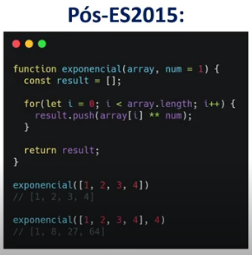 Pós-ES2015:
function exponencial(array, num = 1) {
const result = [];
for(let i = 0; i < array.length; i++) {
result.push(array[i] ** num);
}
return result;
}
exponencial([1, 2, 3, 4])
// [1, 2, 3, 4]
exponencial([1, 2, 3, 4], 4)
// [1, 8, 27, 64]